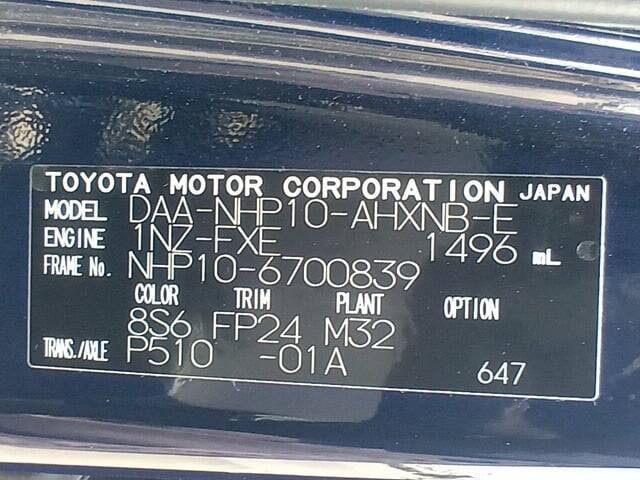 TOYOTA MOTOR CORPORATION JAPAN
MODEL DAA-NHP10-AHXNB-E
ENGINE 1NZ-FXE 1496 mL
FRAME No. NHP10-6700839
COLOR TRIM PLANT OPTION
8S6 FP24 M32
TRANS./AXLE P510 -01A 647